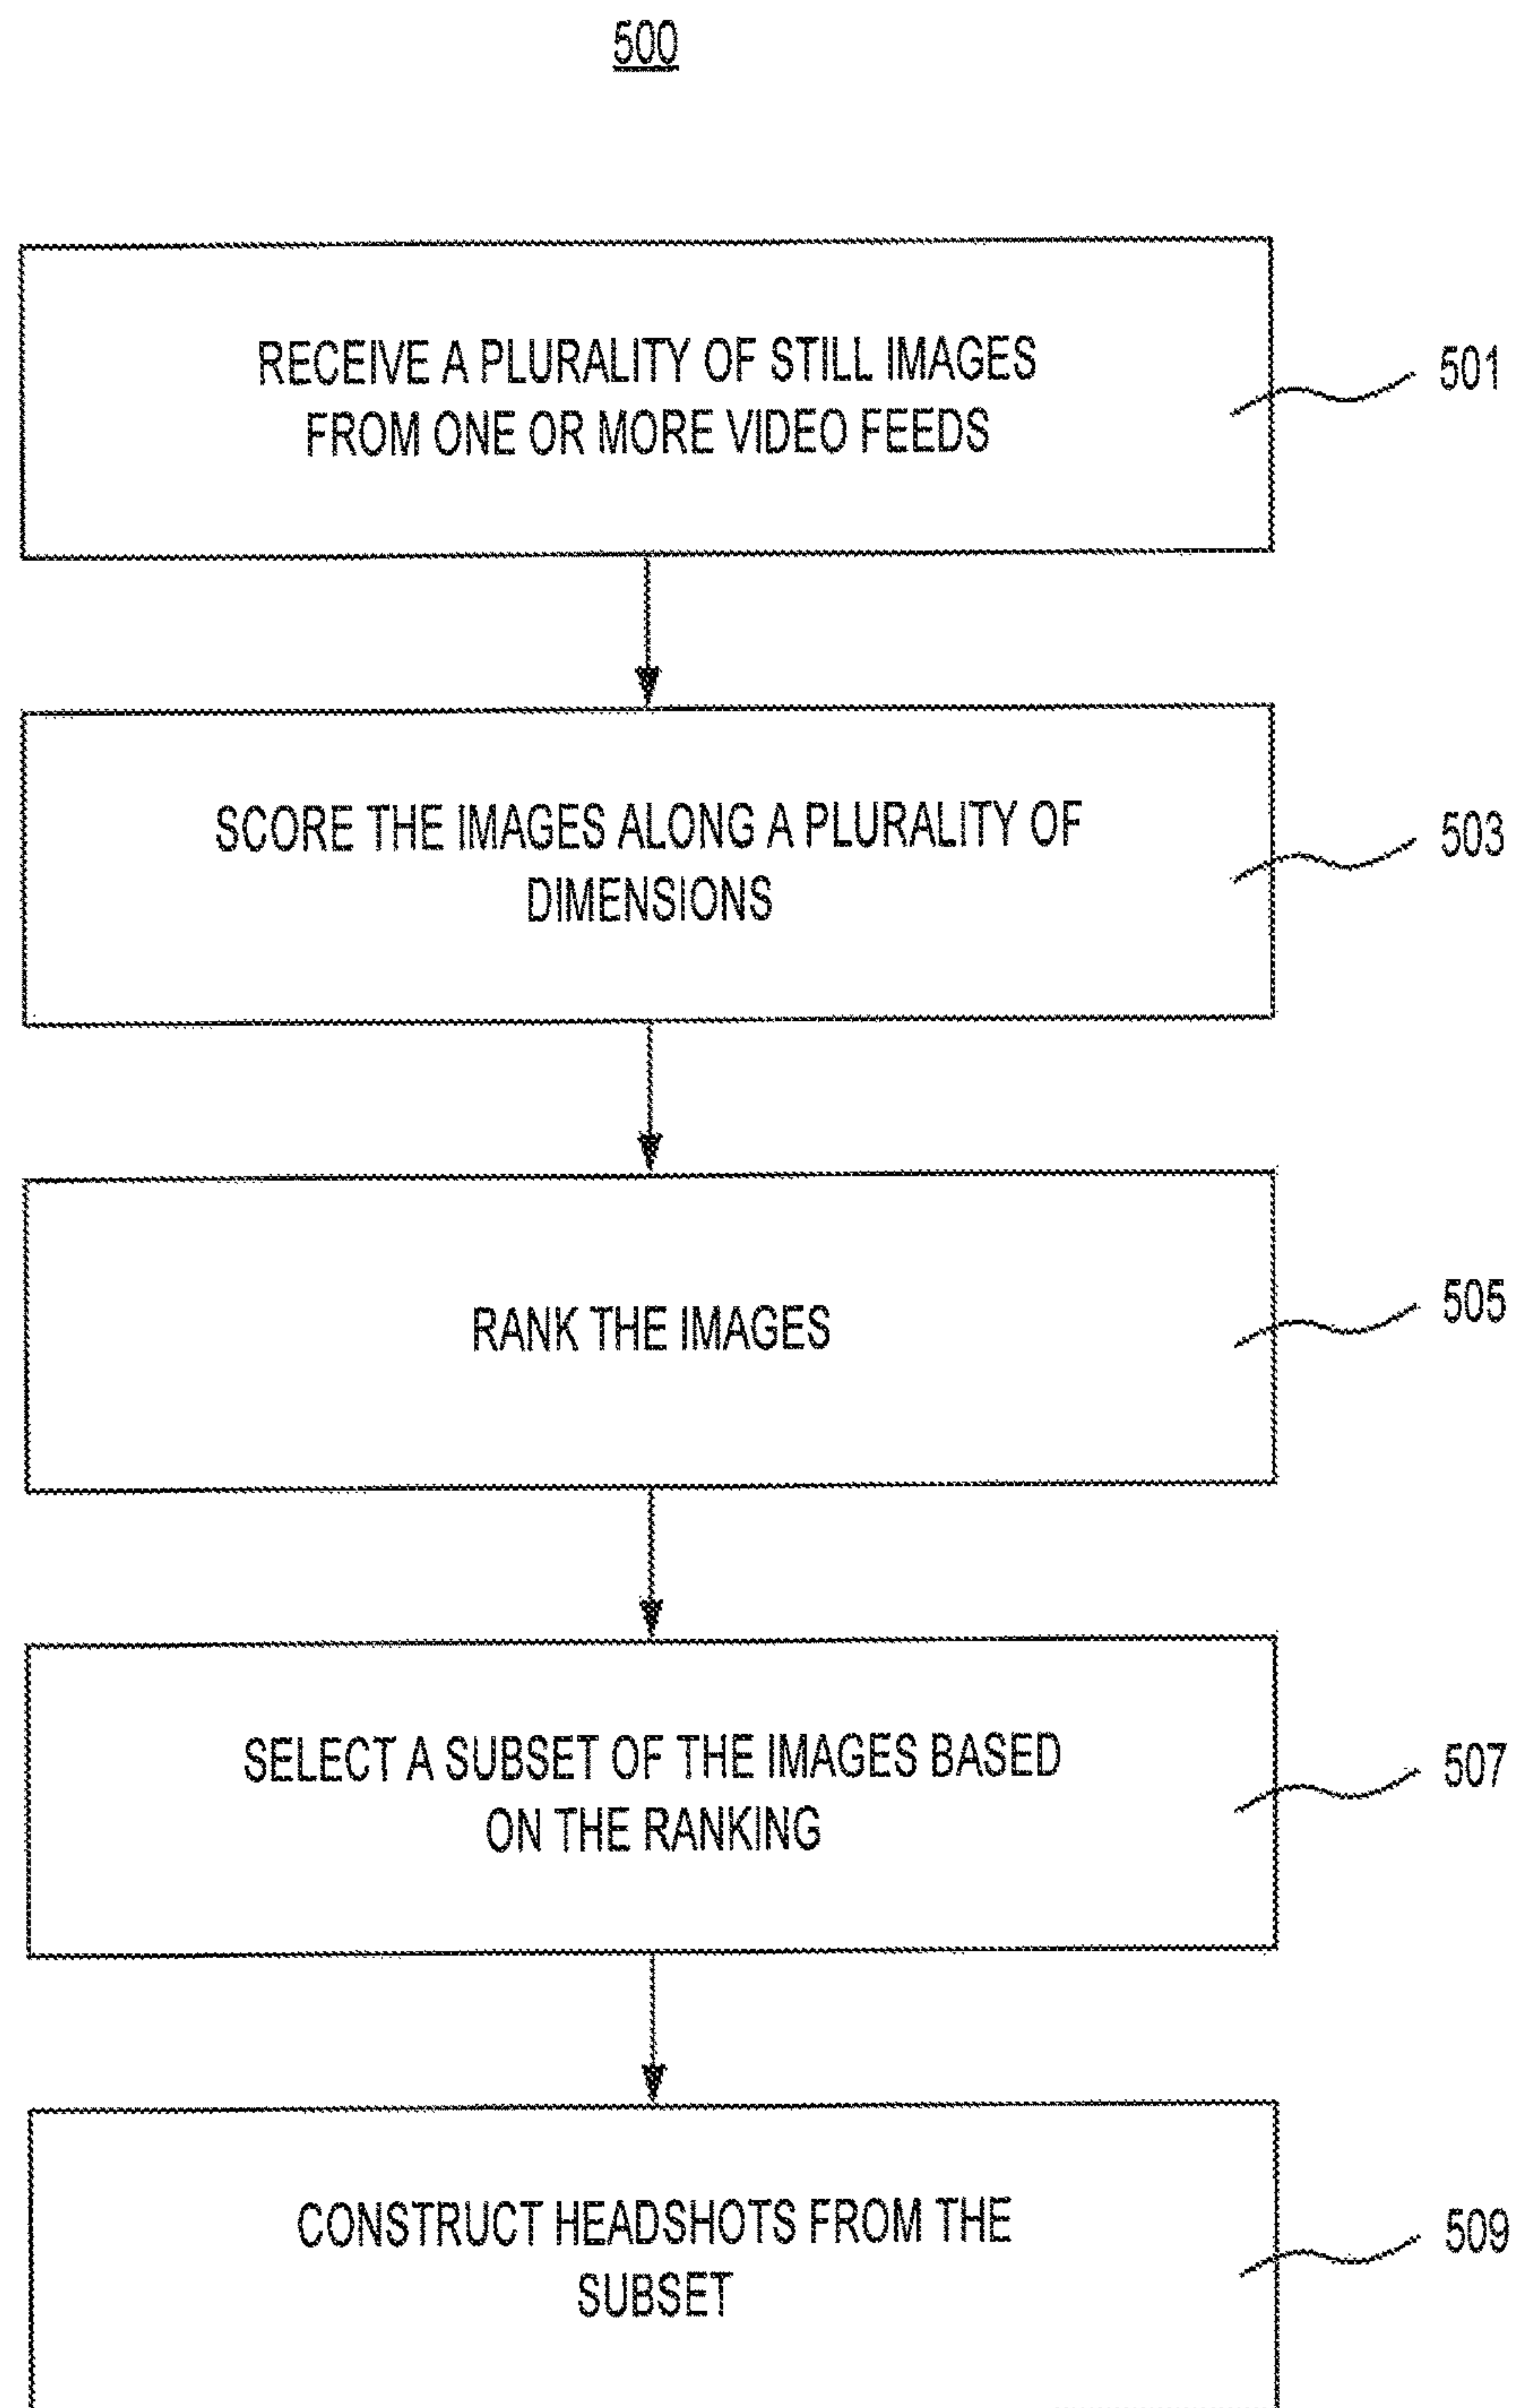 500
RECEIVE A PLURALITY OF STILL IMAGES
FROM ONE OR MORE VIDEO FEEDS
501
SCORE THE IMAGES ALONG A PLURALITY OF
DIMENSIONS
503
RANK THE IMAGES
505
SELECT A SUBSET OF THE IMAGES BASED
ON THE RANKING
507
CONSTRUCT HEADSHOTS FROM THE
SUBSET
509